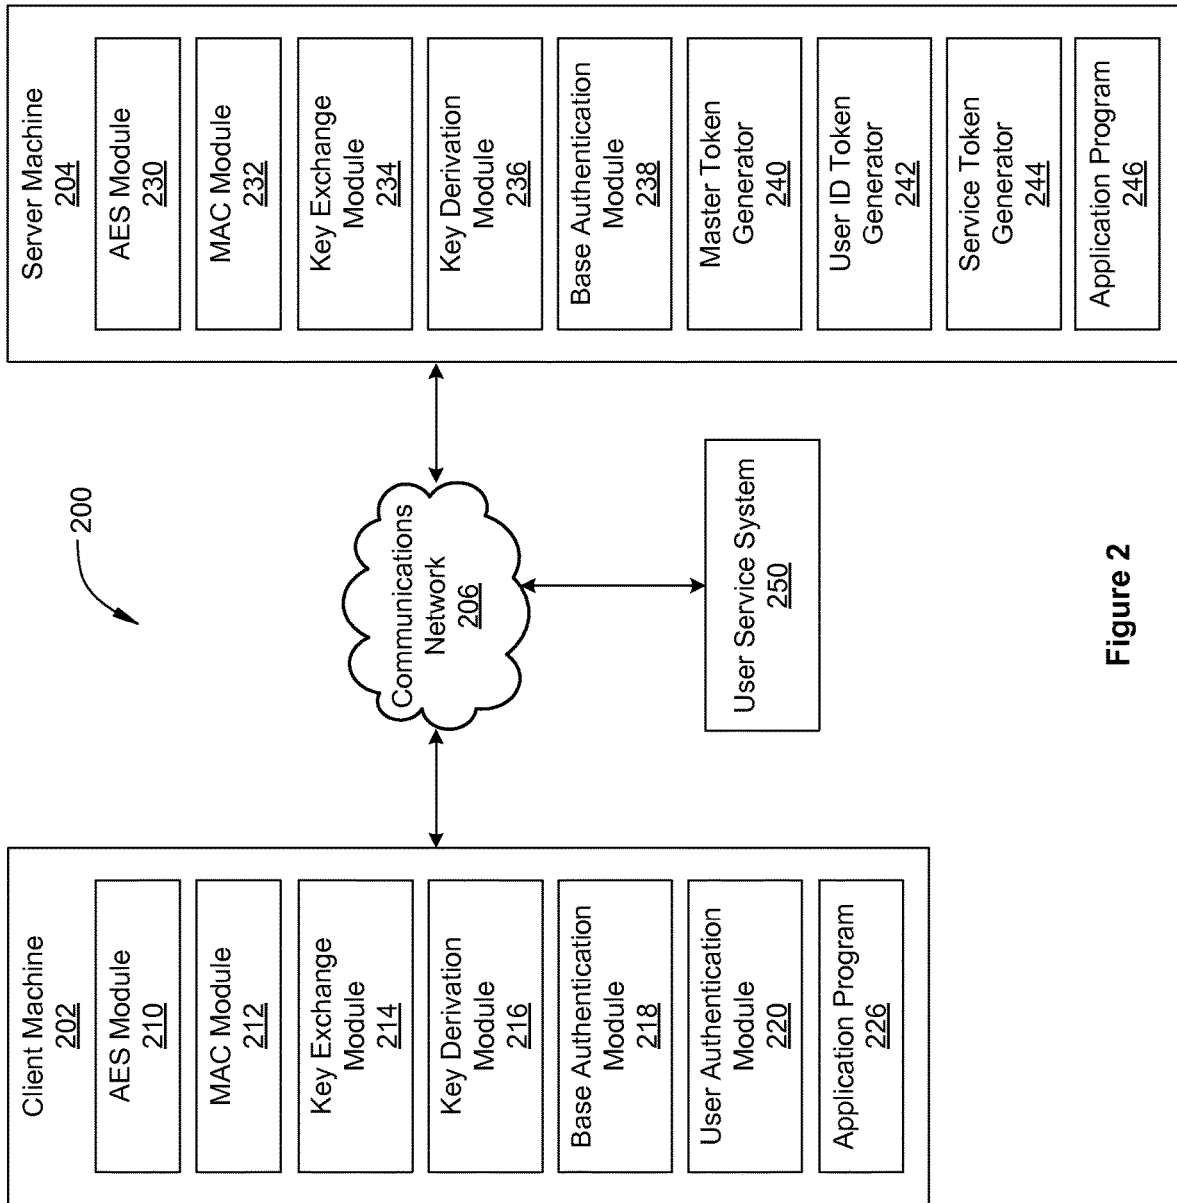 200
Client Machine
202
AES Module
210
MAC Module
212
Key Exchange
Module
214
Key Derivation
Module
216
Base Authentication
Module
218
User Authentication
Module
220
Application Program
226
Communications
Network
206
User Service System
250
Server Machine
204
AES Module
230
MAC Module
232
Key Exchange
Module
234
Key Derivation
Module
236
Base Authentication
Module
238
Master Token
Generator
240
User ID Token
Generator
242
Service Token
Generator
244
Application Program
246
Figure 2